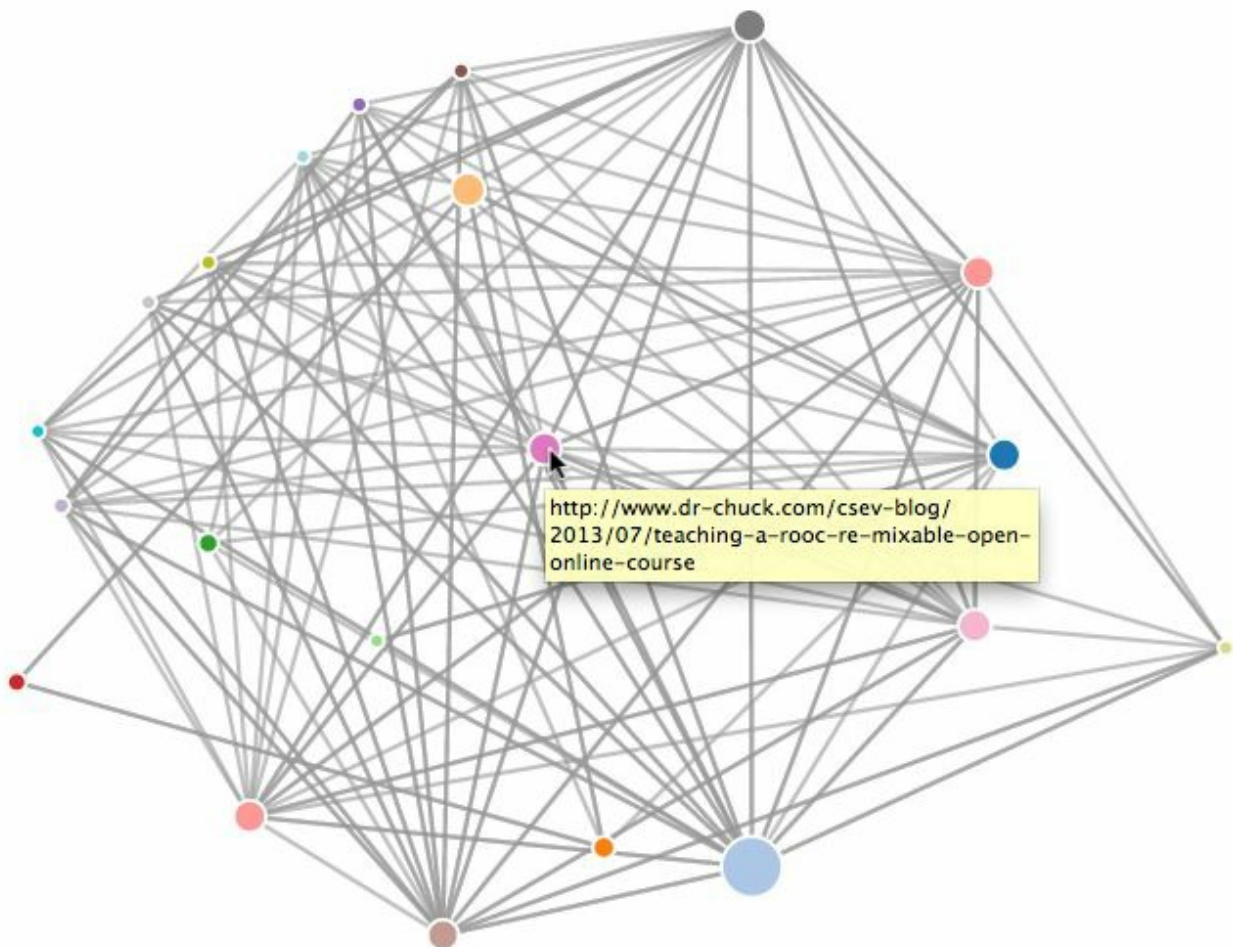 http://www.dr-chuck.com/csev-blog/
2013/07/teaching-a-rooc-re-mixable-open-
online-course